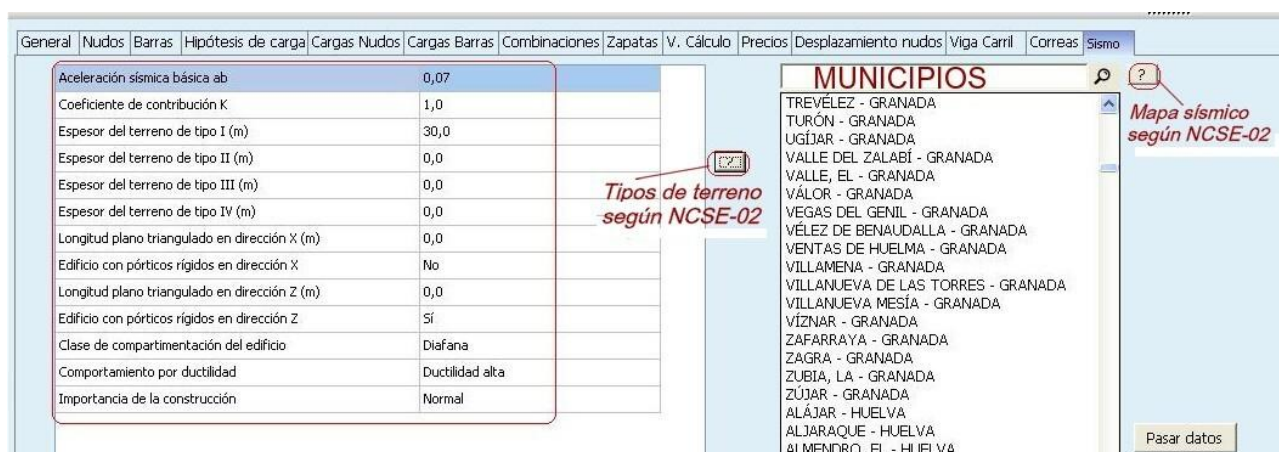 General Nudos Barras Hipótesis de carga Cargas Nudos Cargas Barras Combinaciones Zapatas V. Cálculo Precios Desplazamiento nudos Viga Carril Correas Sismo
Aceleración sísmica básica ab 0,07
Coeficiente de contribución K 1,0
Espesor del terreno de tipo I (m) 30,0
Espesor del terreno de tipo II (m) 0,0
Espesor del terreno de tipo III (m) 0,0
Espesor del terreno de tipo IV (m) 0,0
Longitud plano triangulado en dirección X (m) 0,0
Edificio con pórticos rígidos en dirección X No
Longitud plano triangulado en dirección Z (m) 0,0
Edificio con pórticos rígidos en dirección Z Sí
Clase de compartimentación del edificio Diafana
Comportamiento por ductilidad Ductilidad alta
Importancia de la construcción Normal
?
Tipos de terreno
según NCSE-02
MUNICIPIOS
TREVÉLEZ - GRANADA
TURÓN - GRANADA
UGÍJAR - GRANADA
VALLE DEL ZALABÍ - GRANADA
VALLE, EL - GRANADA
VÁLOR - GRANADA
VEGAS DEL GENIL - GRANADA
VÉLEZ DE BENAUDALLA - GRANADA
VENTAS DE HUELMA - GRANADA
VILLAMENA - GRANADA
VILLANUEVA DE LAS TORRES - GRANADA
VILLANUEVA MESÍA - GRANADA
VÍZNAR - GRANADA
ZAFARRAYA - GRANADA
ZAGRA - GRANADA
ZUBIA, LA - GRANADA
ZÚJAR - GRANADA
ALÁJAR - HUELVA
ALJARAQUE - HUELVA
ALMENDRO, EL - HUELVA
?
Mapa sísmico
según NCSE-02
Pasar datos